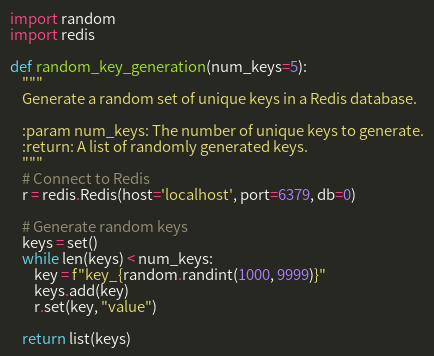 import random
import redis

def random_key_generation(num_keys=5):
    """
    Generate a random set of unique keys in a Redis database.

    :param num_keys: The number of unique keys to generate.
    :return: A list of randomly generated keys.
    """
    # Connect to Redis
    r = redis.Redis(host='localhost', port=6379, db=0)

    # Generate random keys
    keys = set()
    while len(keys) < num_keys:
        key = f"key_{random.randint(1000, 9999)}"
        keys.add(key)
        r.set(key, "value")

    return list(keys)